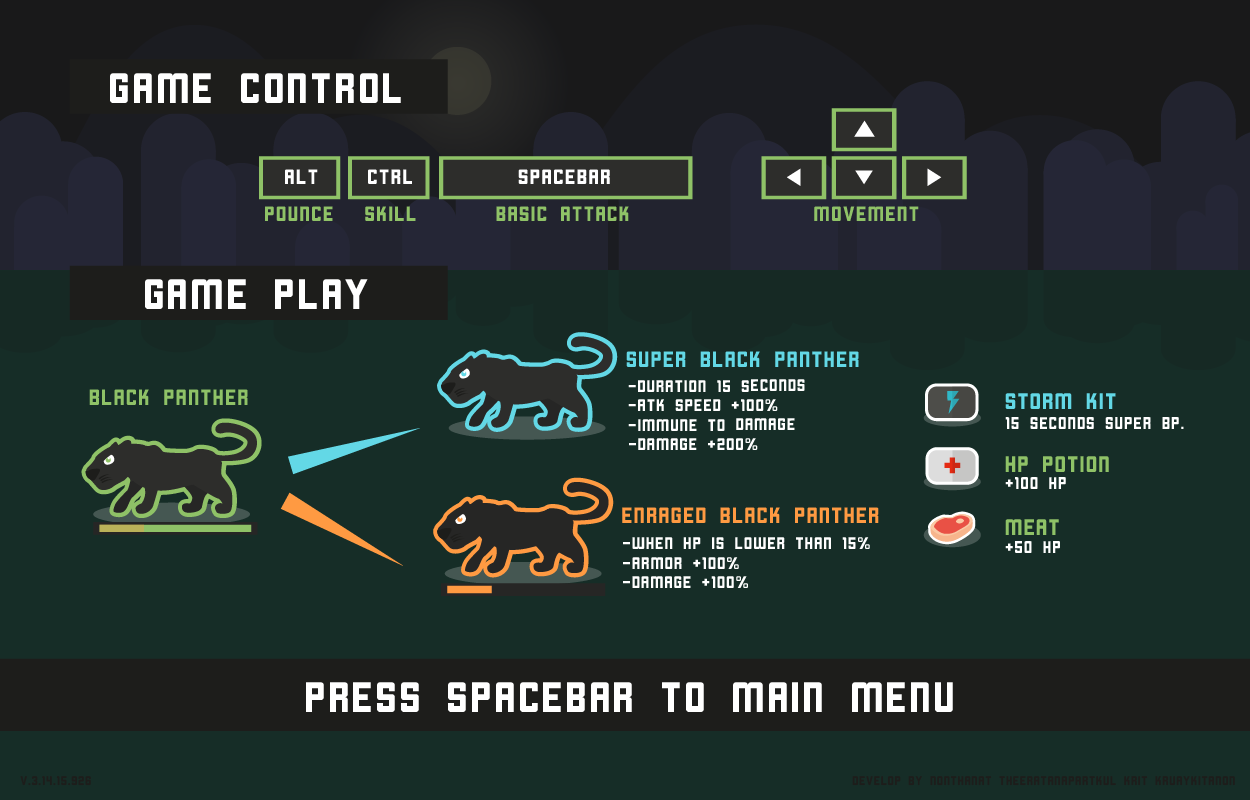 GAME CONTROL
ALT CTRL SPACEBAR
POUNCE SKILL BASIC ATTACK MOVEMENT
GAME PLAY
BLACK PANTHER
SUPER BLACK PANTHER
-DURATION 15 SECONDS
-ATK SPEED +100%
-IMMUNE TO DAMAGE
-DAMAGE +200%
ENRAGED BLACK PANTHER
-WHEN HP IS LOWER THAN 15%
-ARMOR +100%
-DAMAGE +100%
STORM KIT
15 SECONDS SUPER BP.
HP POTION
+100 HP
MEAT
+50 HP
PRESS SPACEBAR TO MAIN MENU
DEVELOP BY